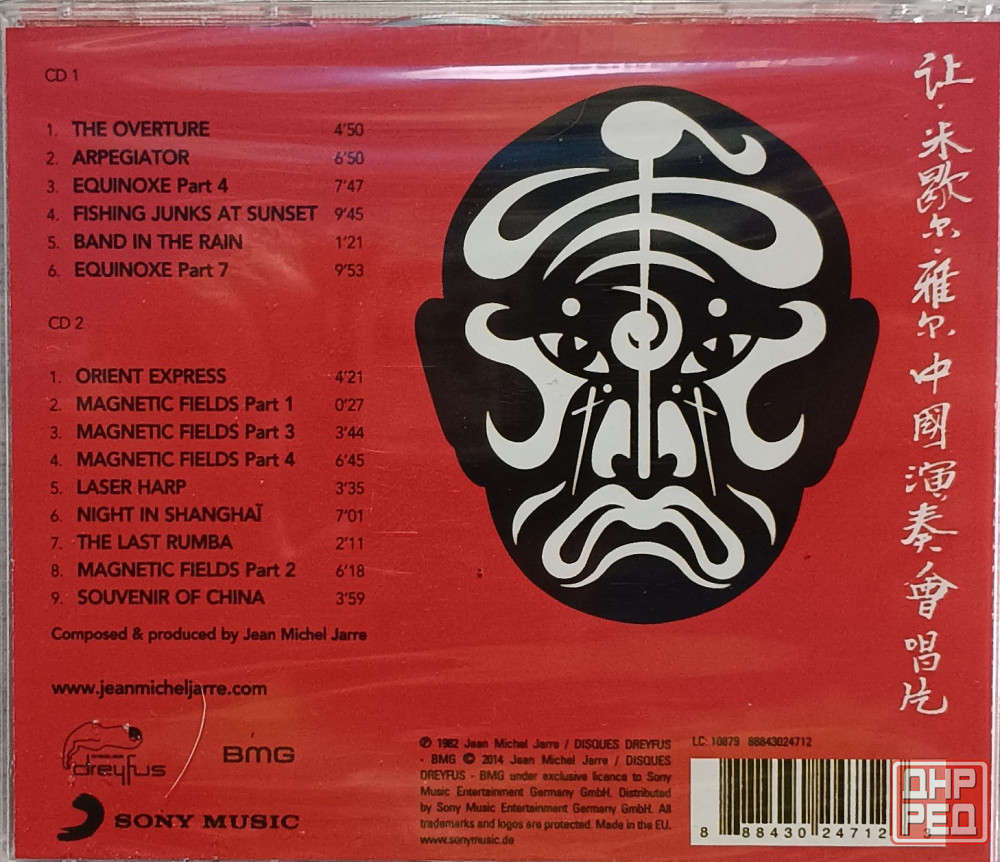 CD 1
1. THE OVERTURE 4'50
2. ARPEGIATOR 6'50
3. EQUINOXE Part 4 7'47
4. FISHING JUNKS AT SUNSET 9'45
5. BAND IN THE RAIN 1'21
6. EQUINOXE Part 7 9'53
CD 2
1. ORIENT EXPRESS 4'21
2. MAGNETIC FIELDS Part 1 0'27
3. MAGNETIC FIELDS Part 3 3'44
4. MAGNETIC FIELDS Part 4 6'45
5. LASER HARP 3'35
6. NIGHT IN SHANGHAÏ 7'01
7. THE LAST RUMBA 2'11
8. MAGNETIC FIELDS Part 2 6'18
9. SOUVENIR OF CHINA 3'59
Composed & produced by Jean Michel Jarre
www.jeanmicheljarre.com
dreyfus
BMG
SONY MUSIC
℗ 1982 Jean Michel Jarre / DISQUES DREYFUS
- BMG © 2014 Jean Michel Jarre / DISQUES
DREYFUS - BMG under exclusive licence to Sony
Music Entertainment Germany GmbH. Distributed
by Sony Music Entertainment Germany GmbH. All
trademarks and logos are protected. Made in the EU.
www.sonymusic.de
LC: 10879 88843024712
8 88430 24712 3
让·米歇尔·雅尔中國演奏會唱片
ДНР
РЕД